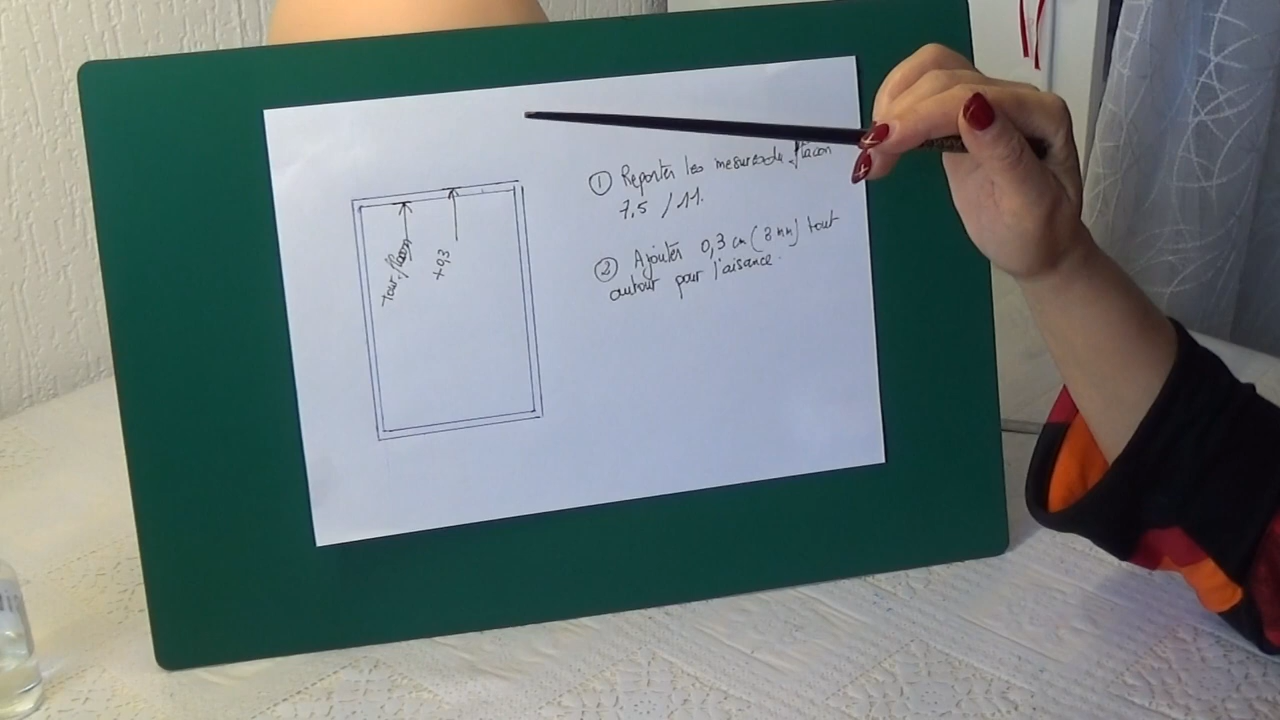 ① Reporter les mesures du flacon
7.5 / 11.
② Ajouter 0,3 cm (3 mm) tout
autour pour l'aisance.
tour flacon
+0,3